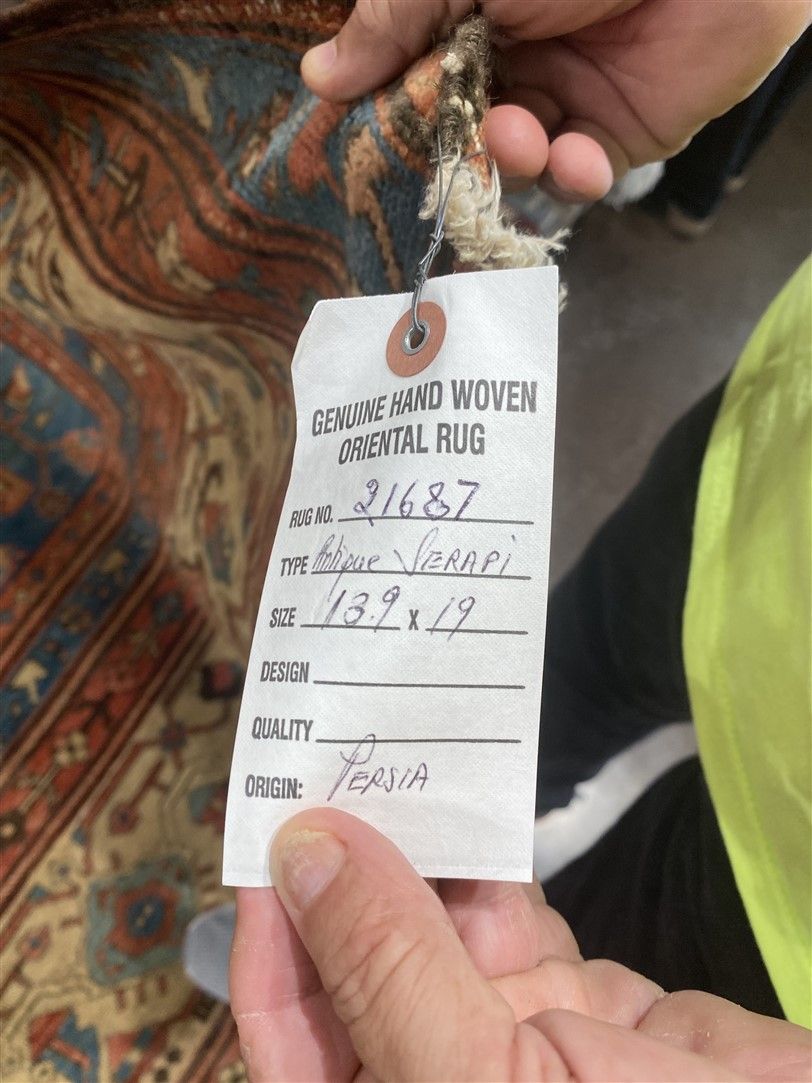 GENUINE HAND WOVEN
ORIENTAL RUG
RUG NO. 21687
TYPE Antique SERAPI
SIZE 13.9 X 19
DESIGN
QUALITY
ORIGIN: PERSIA